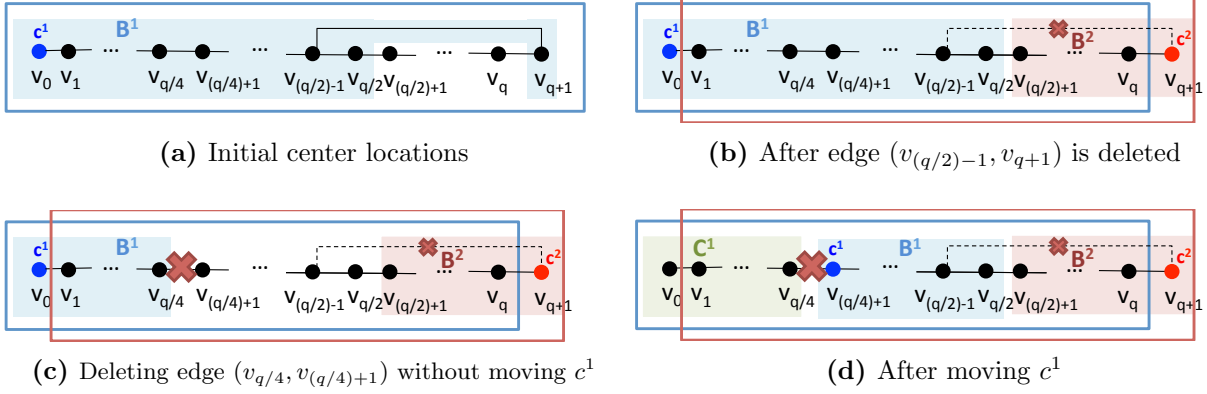 c¹ B¹
... ... ...
v₀ v₁ v_{q/4} v_{(q/4)+1} v_{(q/2)-1} v_{q/2} v_{(q/2)+1} v_q v_{q+1}
(a) Initial center locations
c¹ B¹ B² c²
... ... ...
v₀ v₁ v_{q/4} v_{(q/4)+1} v_{(q/2)-1} v_{q/2} v_{(q/2)+1} v_q v_{q+1}
(b) After edge (v_{(q/2)−1}, v_{q+1}) is deleted
c¹ B¹ B² c²
... ... ...
v₀ v₁ v_{q/4} v_{(q/4)+1} v_{(q/2)-1} v_{q/2} v_{(q/2)+1} v_q v_{q+1}
(c) Deleting edge (v_{q/4}, v_{(q/4)+1}) without moving c¹
C¹ c¹ B¹ B² c²
... ... ...
v₀ v₁ v_{q/4} v_{(q/4)+1} v_{(q/2)-1} v_{q/2} v_{(q/2)+1} v_q v_{q+1}
(d) After moving c¹